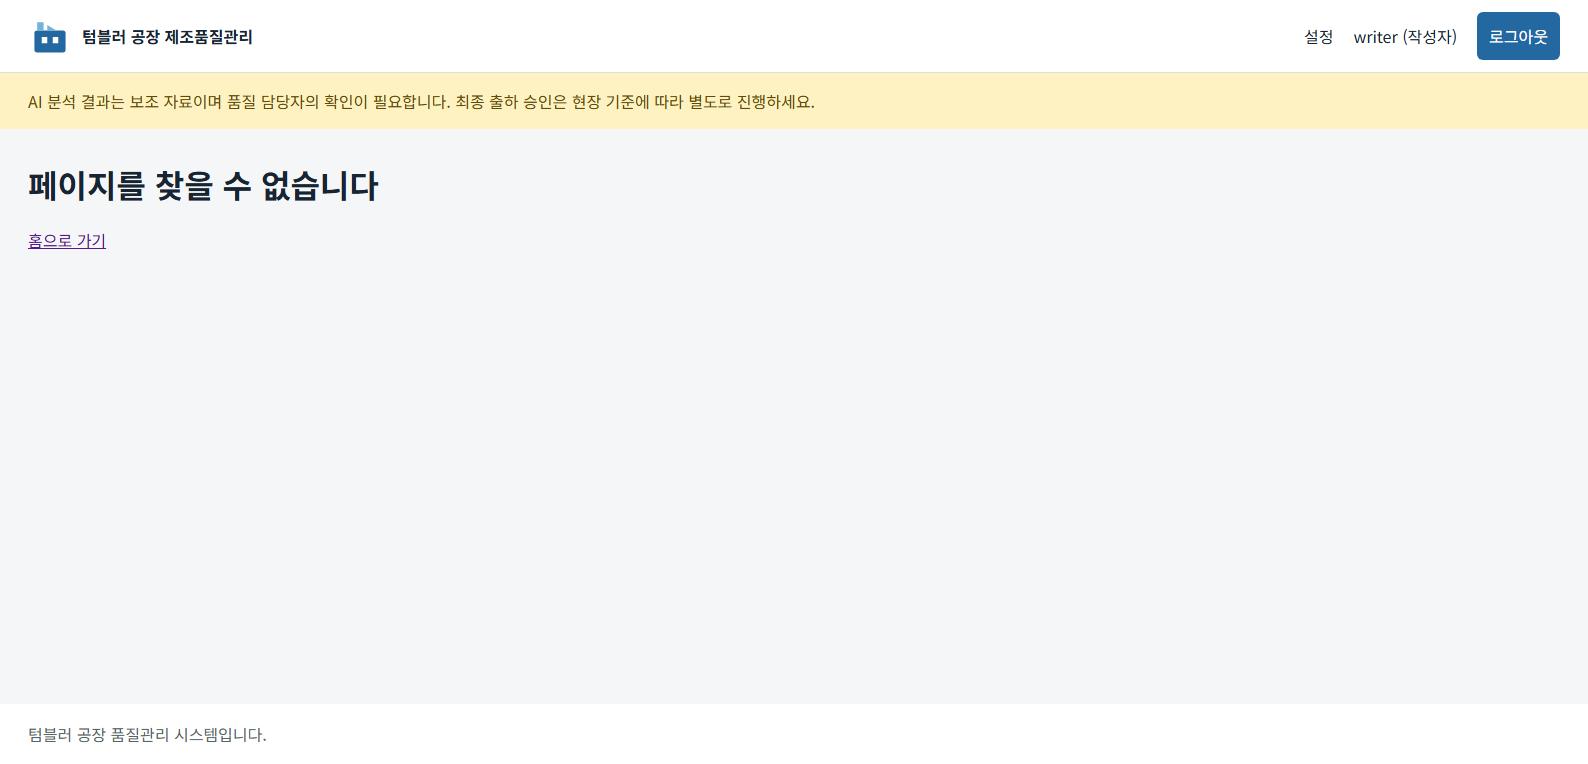 텀블러 공장 제조품질관리
설정 writer (작성자) 로그아웃
AI 분석 결과는 보조 자료이며 품질 담당자의 확인이 필요합니다. 최종 출하 승인은 현장 기준에 따라 별도로 진행하세요.
페이지를 찾을 수 없습니다
홈으로 가기
텀블러 공장 품질관리 시스템입니다.